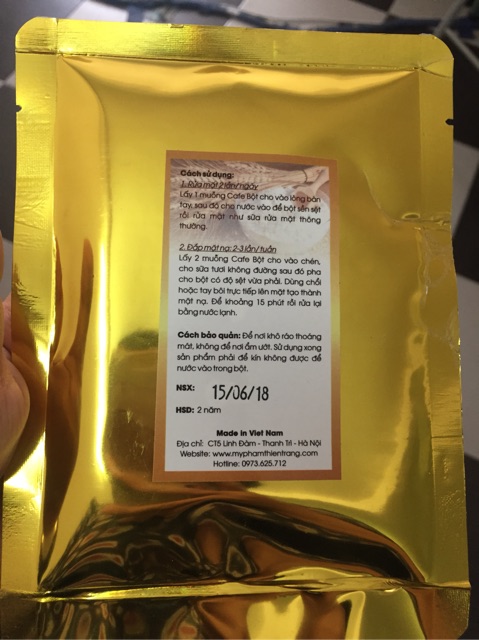 Cách sử dụng:
1. Rửa mặt 2 lần/ngày
Lấy 1 muỗng Cafe Bột cho vào lòng bàn
tay, sau đó cho nước vào để bột sền sệt
rồi rửa mặt như sữa rửa mặt thông
thường.
2. Đắp mặt nạ: 2-3 lần/ tuần
Lấy 2 muỗng Cafe Bột cho vào chén,
cho sữa tươi không đường sau đó pha
cho bột có độ sệt vừa phải. Dùng chổi
hoặc tay bôi trực tiếp lên mặt tạo thành
mặt nạ. Để khoảng 15 phút rồi rửa lại
bằng nước lạnh.
Cách bảo quản: Để nơi khô ráo thoáng
mát, không để nơi ẩm ướt. Sử dụng xong
sản phẩm phải để kín không được để
nước vào trong bột.
NSX: 15/06/18
HSD: 2 năm
Made in Viet Nam
Địa chỉ: CT5 Linh Đàm - Thanh Trì - Hà Nội
Website: www.myphamthientrang.com
Hotline: 0973.625.712